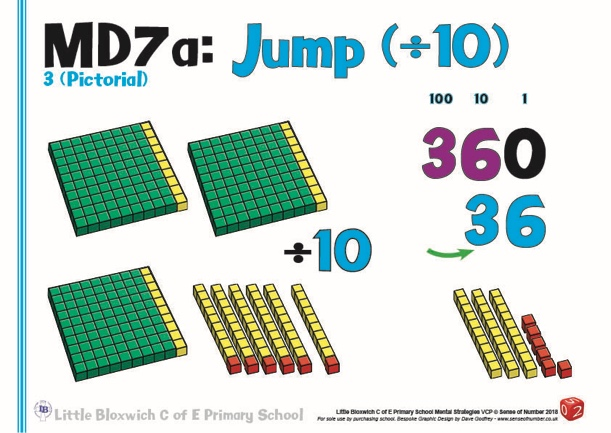 MD7a: Jump (÷10)
3 (Pictorial)
100 10 1
360
36
÷10
LB
Little Bloxwich C of E Primary School
Little Bloxwich C of E Primary School Mental Strategies VCP © Sense of Number 2018
For sole use by purchasing school. Bespoke Graphic Design by Dave Godfrey - www.senseofnumber.co.uk